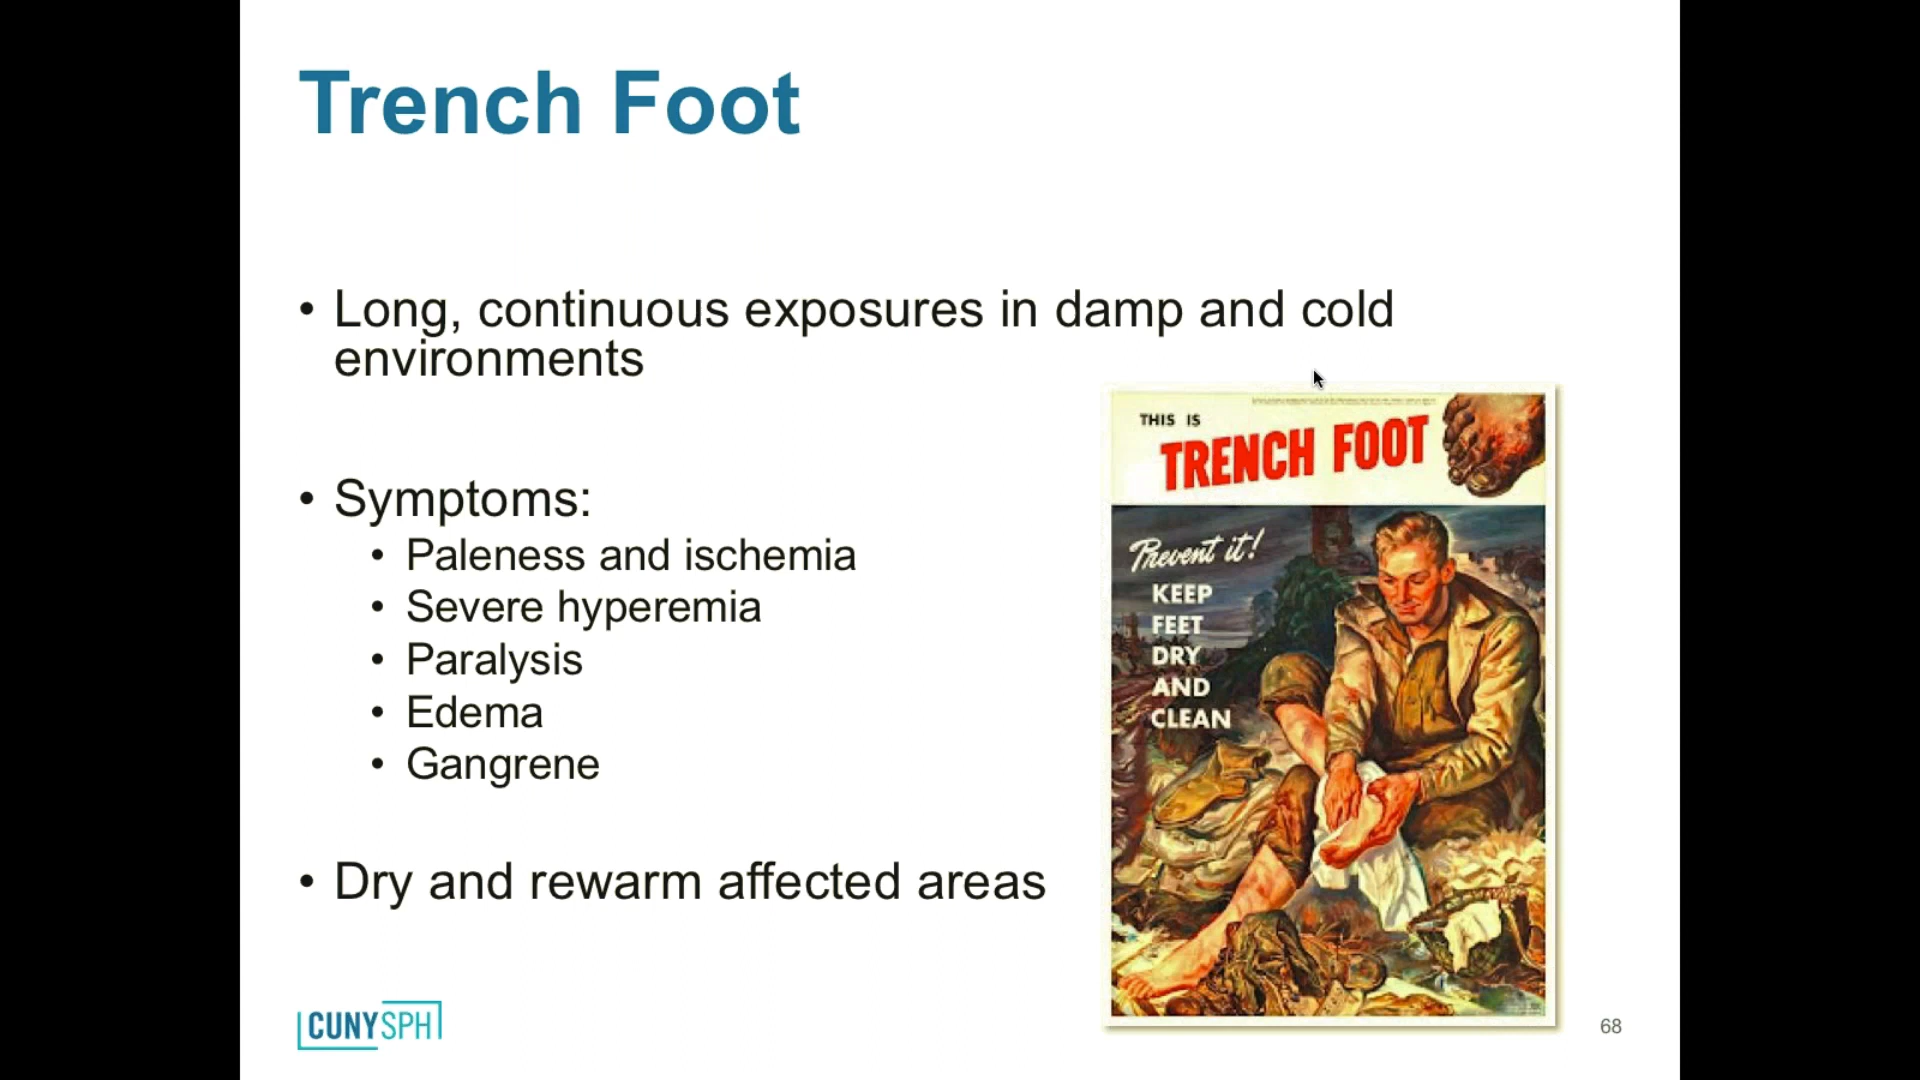 Trench Foot
• Long, continuous exposures in damp and cold
environments
• Symptoms:
• Paleness and ischemia
• Severe hyperemia
• Paralysis
• Edema
• Gangrene
• Dry and rewarm affected areas
THIS IS
TRENCH FOOT
Prevent it!
KEEP
FEET
DRY
AND
CLEAN
CUNYSPH
68